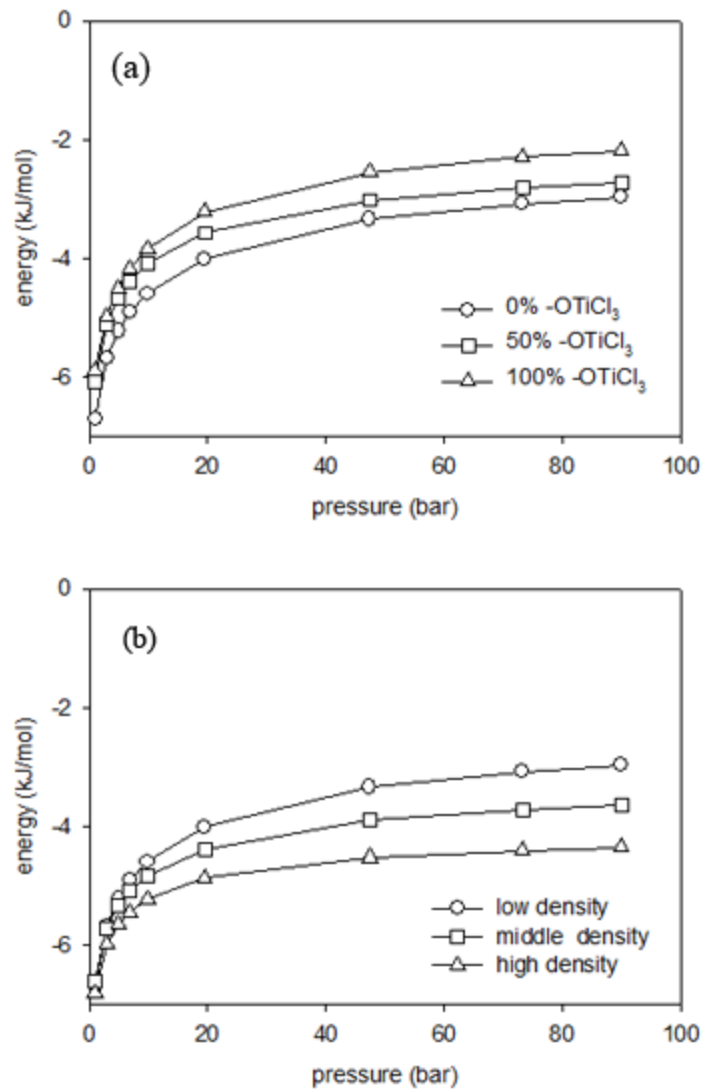 0
(a)
-2
energy (kJ/mol)
-4
0% -OTiCl₃
50% -OTiCl₃
100% -OTiCl₃
-6
0 20 40 60 80 100
pressure (bar)
0
(b)
-2
energy (kJ/mol)
-4
low density
middle density
high density
-6
0 20 40 60 80 100
pressure (bar)